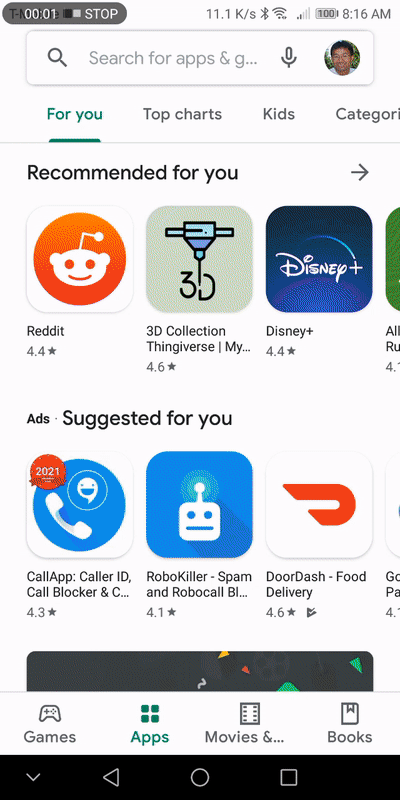 T-Mobile 00:01 STOP 11.1 K/s 100 8:16 AM
Search for apps & g...
For you Top charts Kids Categori
Recommended for you
3D Disney+
Reddit 3D Collection Disney+ All
4.4★ Thingiverse | My... 4.4★ Ru
4.6★ 4.1
Ads · Suggested for you
2021
CallApp: Caller ID, RoboKiller - Spam DoorDash - Food Go
Call Blocker & C... and Robocall Bl... Delivery Pa
4.3★ 4.1★ 4.6★ 4.1
Games Apps Movies &... Books